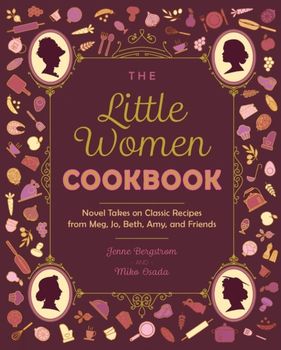 THE
Little
Women
COOKBOOK
Novel Takes on Classic Recipes
from Meg, Jo, Beth, Amy, and Friends
Jenne Bergstrom
AND
Miko Osada